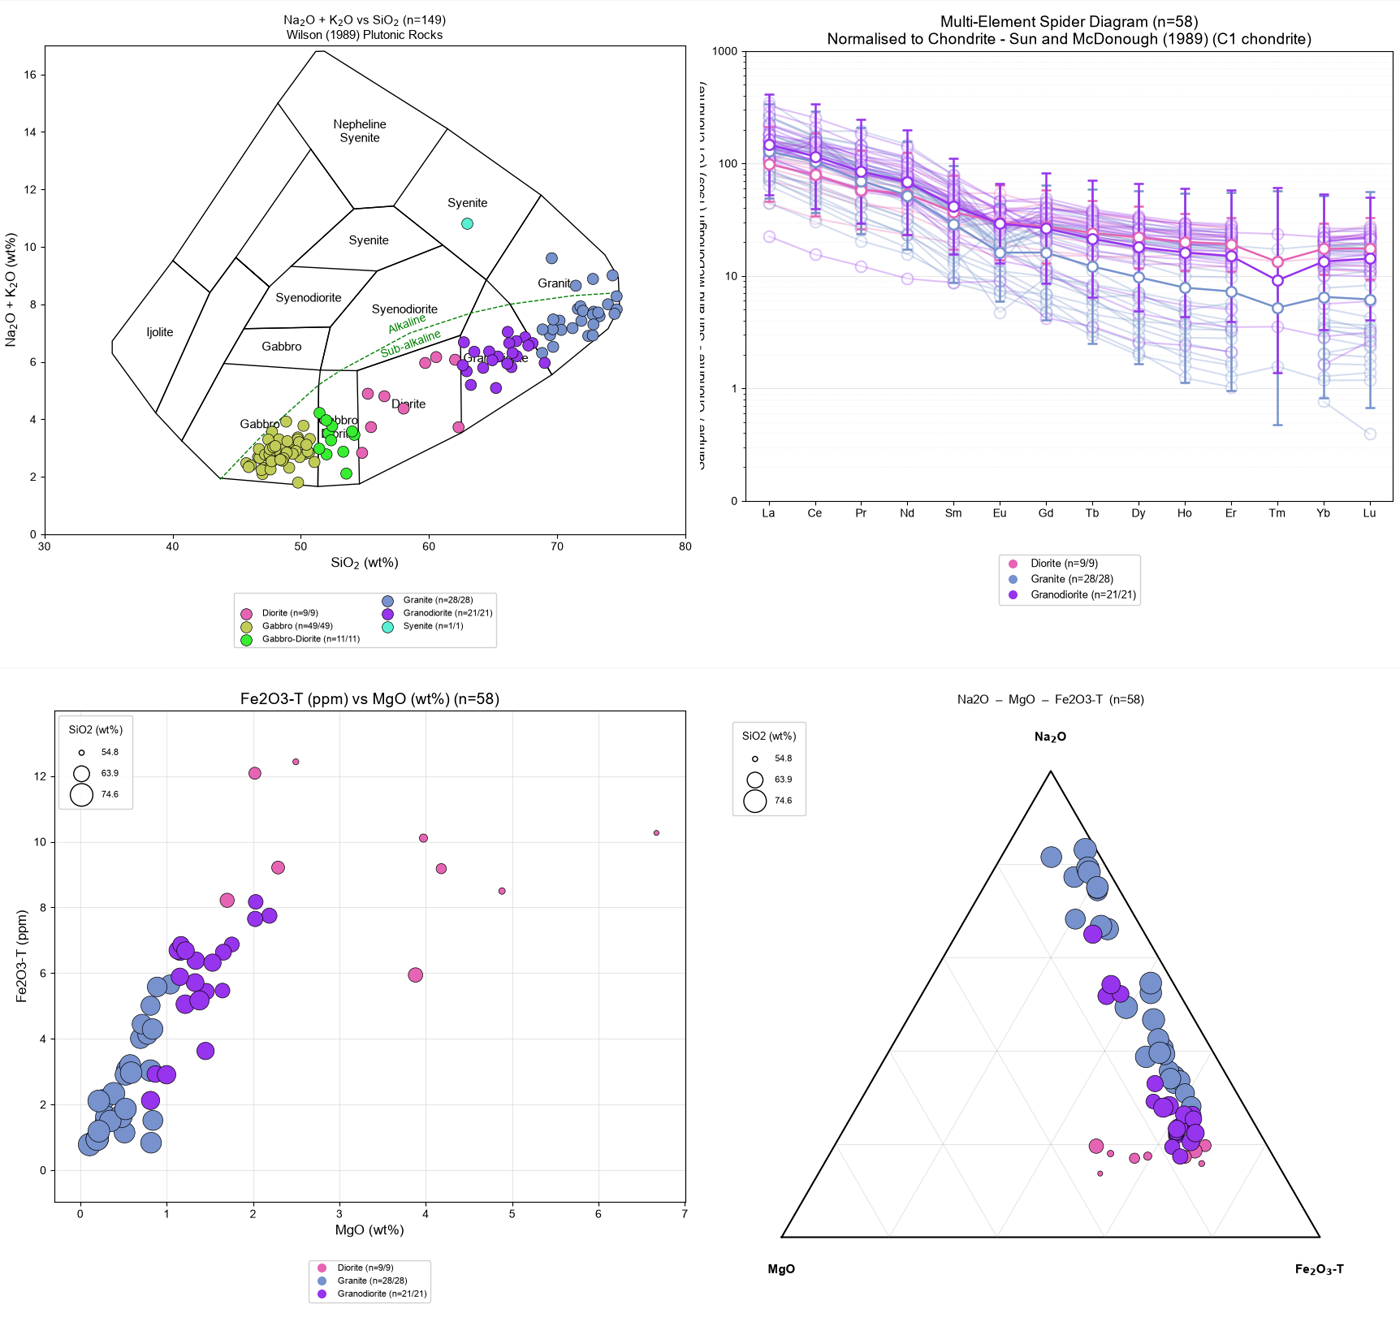 Na₂O + K₂O vs SiO₂ (n=149)
Wilson (1989) Plutonic Rocks
Na₂O + K₂O (wt%)
16
14
12
10
8
6
4
2
0
Nepheline
Syenite
Syenite
Syenite
Granite
Syenodiorite
Syenodiorite
Ijolite
Gabbro
Alkaline
Sub-alkaline
Diorite
Gabbro
30
40
50
60
70
80
SiO₂ (wt%)
Diorite (n=9/9)
Gabbro (n=49/49)
Gabbro-Diorite (n=11/11)
Granite (n=28/28)
Granodiorite (n=21/21)
Syenite (n=1/1)
Multi-Element Spider Diagram (n=58)
Normalised to Chondrite - Sun and McDonough (1989) (C1 chondrite)
Sample / Chondrite - Sun and McDonough (1989) (C1 chondrite)
1000
100
10
1
0
La
Ce
Pr
Nd
Sm
Eu
Gd
Tb
Dy
Ho
Er
Tm
Yb
Lu
Diorite (n=9/9)
Granite (n=28/28)
Granodiorite (n=21/21)
Fe2O3-T (ppm) vs MgO (wt%) (n=58)
SiO2 (wt%)
54.8
63.9
74.6
Fe2O3-T (ppm)
12
10
8
6
4
2
0
0
1
2
3
4
5
6
7
MgO (wt%)
Diorite (n=9/9)
Granite (n=28/28)
Granodiorite (n=21/21)
Na2O – MgO – Fe2O3-T (n=58)
SiO2 (wt%)
54.8
63.9
74.6
Na₂O
MgO
Fe₂O₃-T